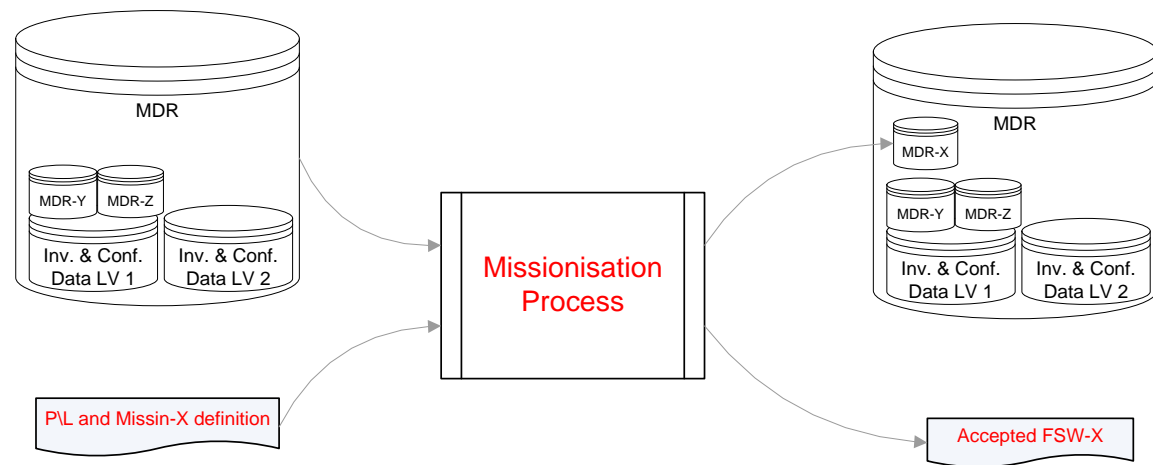 MDR
MDR-Y
MDR-Z
Inv. & Conf.
Data LV 1
Inv. & Conf.
Data LV 2
P\L and Missin-X definition
Missionisation
Process
MDR
MDR-X
MDR-Y
MDR-Z
Inv. & Conf.
Data LV 1
Inv. & Conf.
Data LV 2
Accepted FSW-X